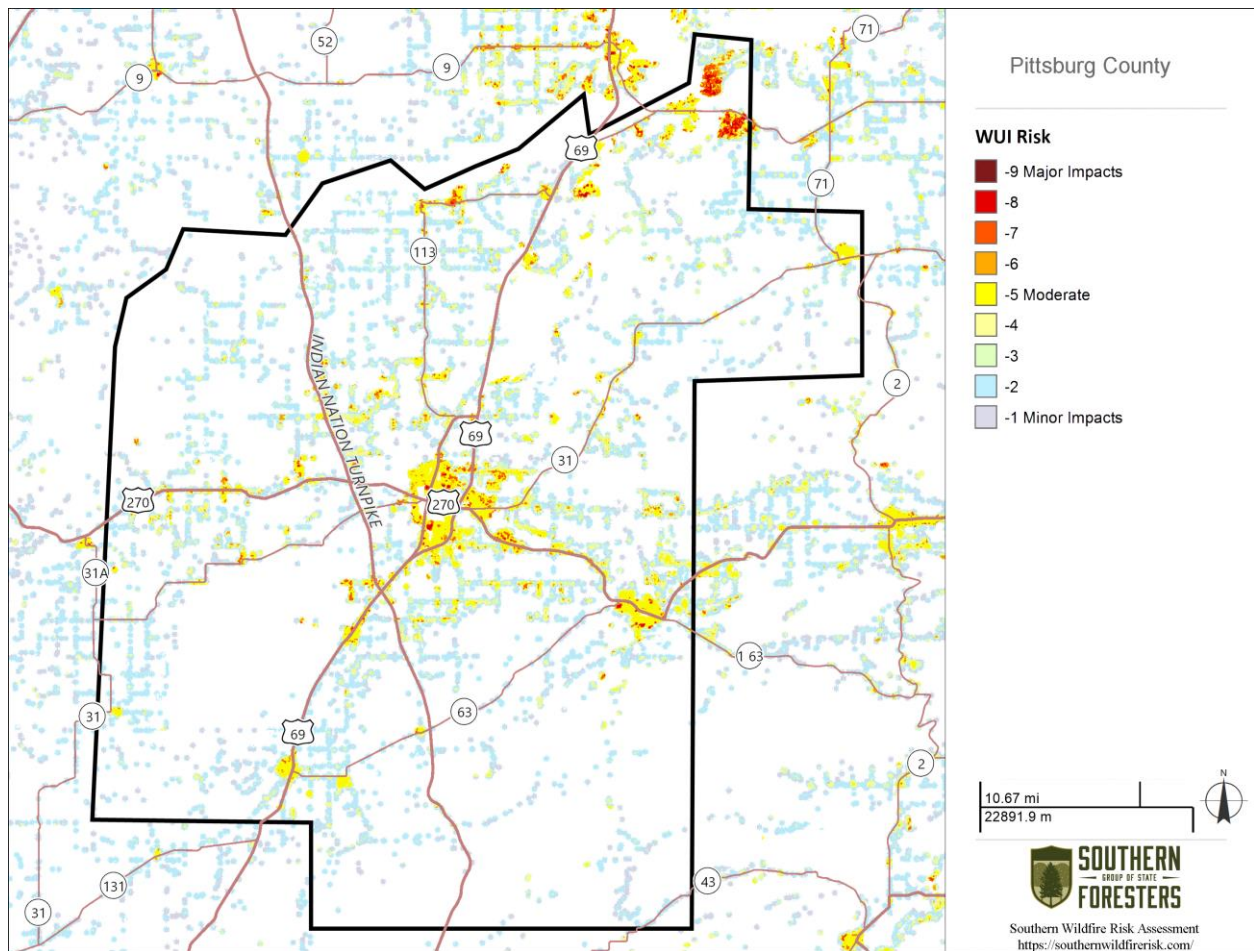 52
71
9
9
69
71
113
INDIAN NATION TURNPIKE
2
69
31
270
270
31A
1 63
31
63
69
2
43
131
31
Pittsburg County
WUI Risk
-9 Major Impacts
-8
-7
-6
-5 Moderate
-4
-3
-2
-1 Minor Impacts
N
10.67 mi
22891.9 m
SOUTHERN
GROUP OF STATE
FORESTERS
Southern Wildfire Risk Assessment
https://southernwildfirerisk.com/